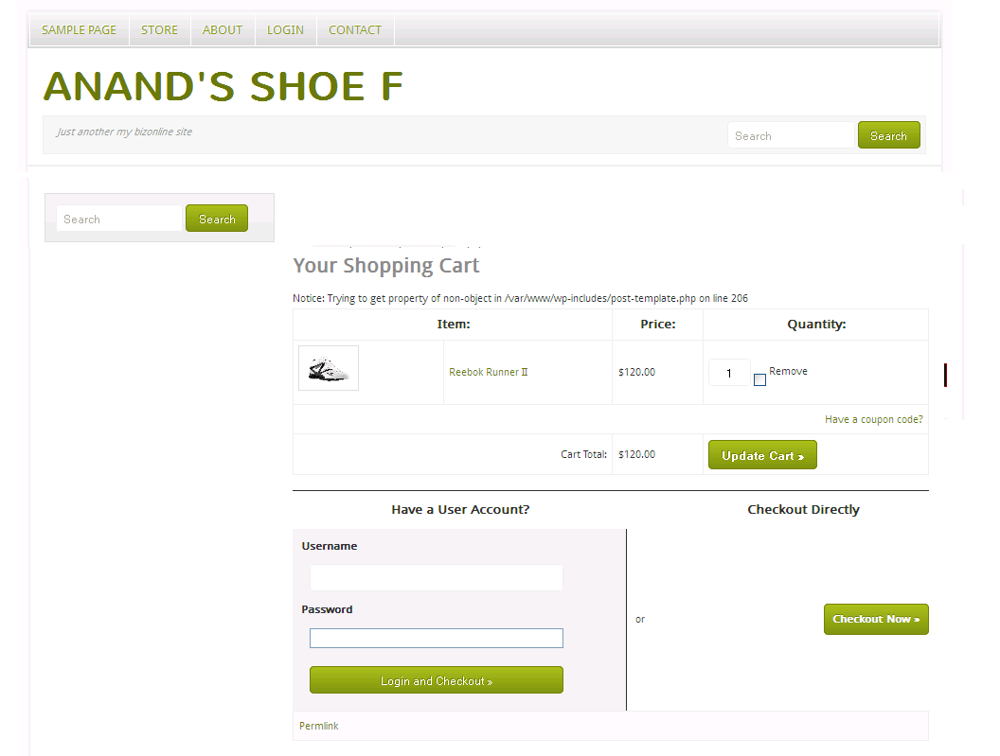 SAMPLE PAGE STORE ABOUT LOGIN CONTACT
ANAND'S SHOE F
Just another my bizonline site
Search Search
Search Search
Your Shopping Cart
Notice: Trying to get property of non-object in /var/www/wp-includes/post-template.php on line 206
Item: Price: Quantity:
Reebok Runner II $120.00 1 Remove
Have a coupon code?
Cart Total: $120.00 Update Cart »
Have a User Account? Checkout Directly
Username
Password
or Checkout Now »
Login and Checkout »
Permlink